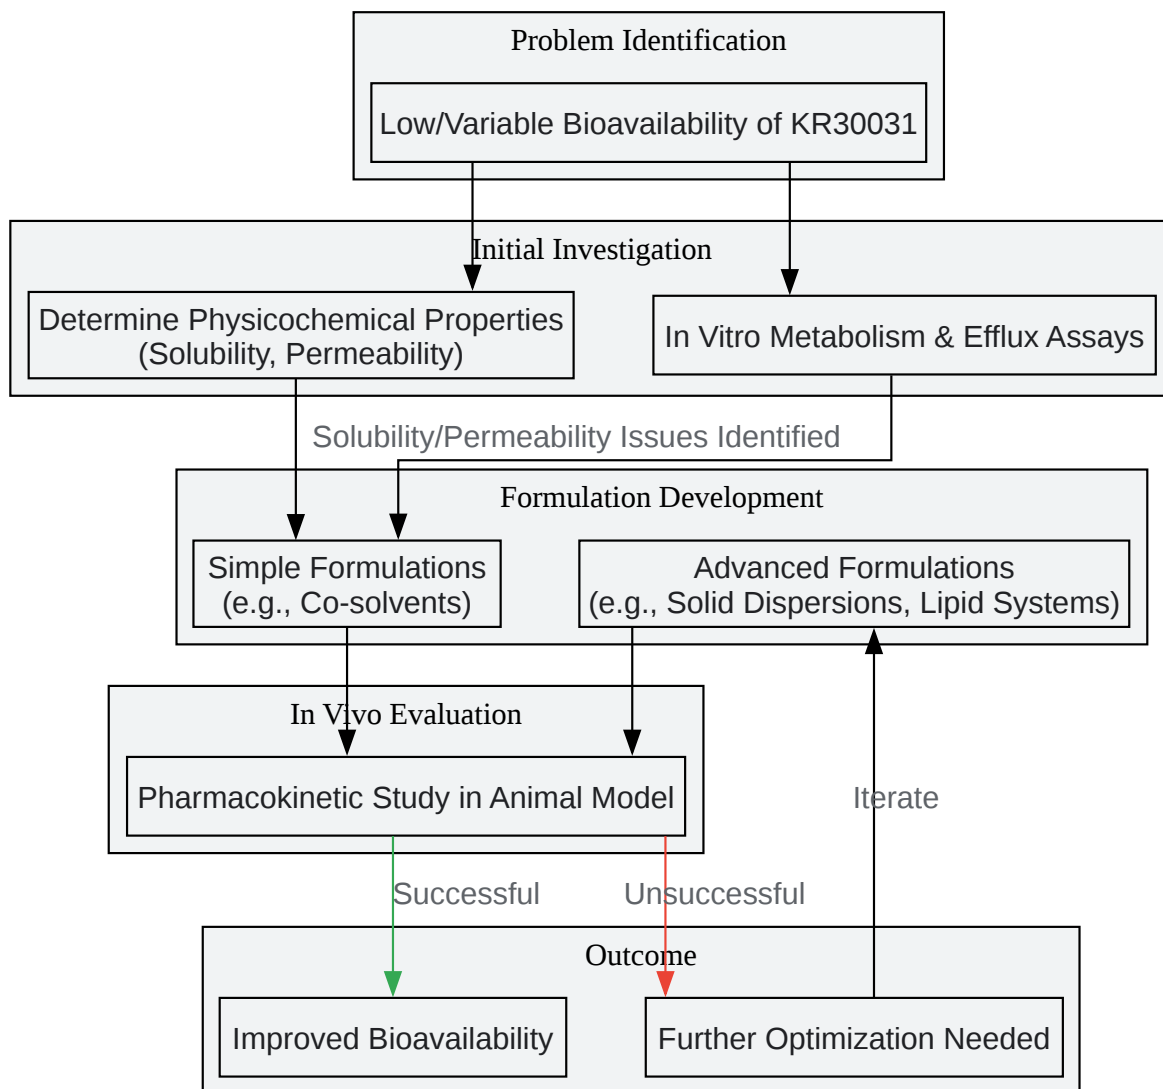 Problem Identification
Low/Variable Bioavailability of KR30031
Initial Investigation
Determine Physicochemical Properties
(Solubility, Permeability)
In Vitro Metabolism & Efflux Assays
Solubility/Permeability Issues Identified
Formulation Development
Simple Formulations
(e.g., Co-solvents)
Advanced Formulations
(e.g., Solid Dispersions, Lipid Systems)
In Vivo Evaluation
Pharmacokinetic Study in Animal Model
Iterate
Successful
Unsuccessful
Outcome
Improved Bioavailability
Further Optimization Needed